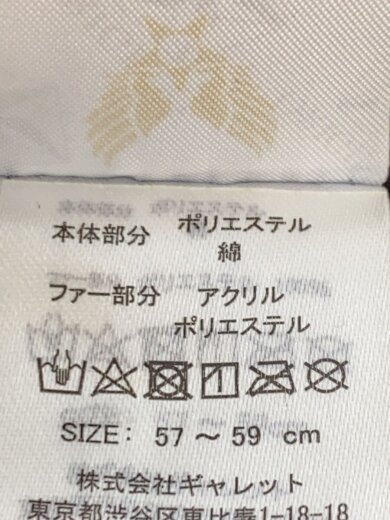 本体部分 ポリエステル
綿
ファー部分 アクリル
ポリエステル
SIZE: 57 〜 59 cm
株式会社ギャレット
東京都渋谷区恵比寿1-18-18